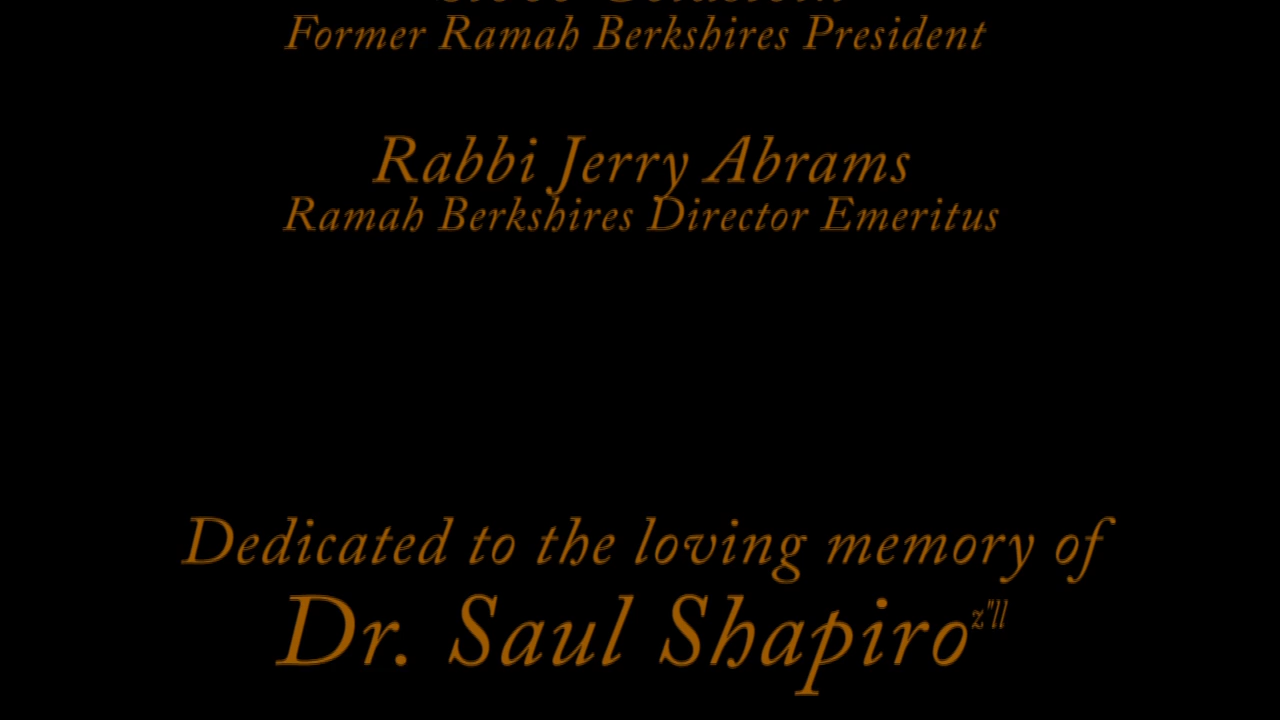 Former Ramah Berkshires President
Rabbi Jerry Abrams
Ramah Berkshires Director Emeritus
Dedicated to the loving memory of
Dr. Saul Shapiro z"ll